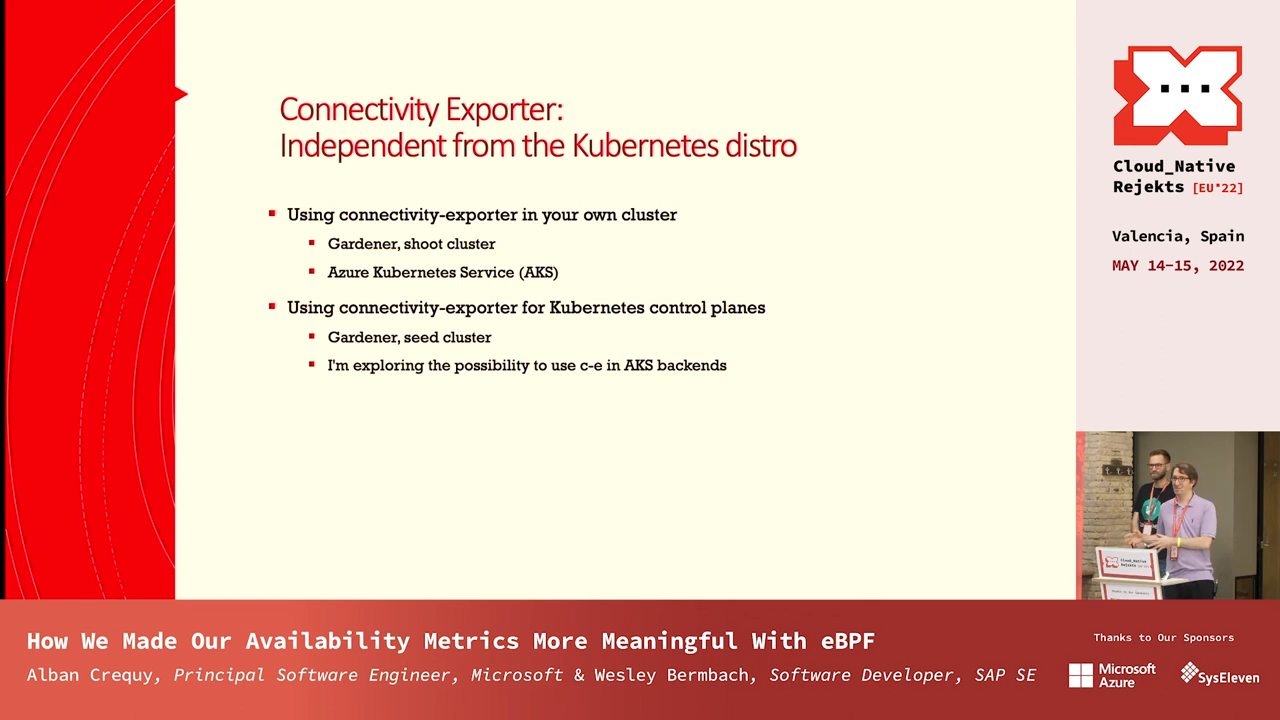 Connectivity Exporter:
Independent from the Kubernetes distro
Using connectivity-exporter in your own cluster
Gardener, shoot cluster
Azure Kubernetes Service (AKS)
Using connectivity-exporter for Kubernetes control planes
Gardener, seed cluster
I'm exploring the possibility to use c-e in AKS backends
Cloud_Native
Rejekts [EU*22]
Valencia, Spain
MAY 14-15, 2022
Cloud_Native
Rejekts
How We Made Our Availability Metrics More Meaningful With eBPF
Alban Crequy, Principal Software Engineer, Microsoft & Wesley Bermbach, Software Developer, SAP SE
Thanks to Our Sponsors
Microsoft
Azure
SysEleven